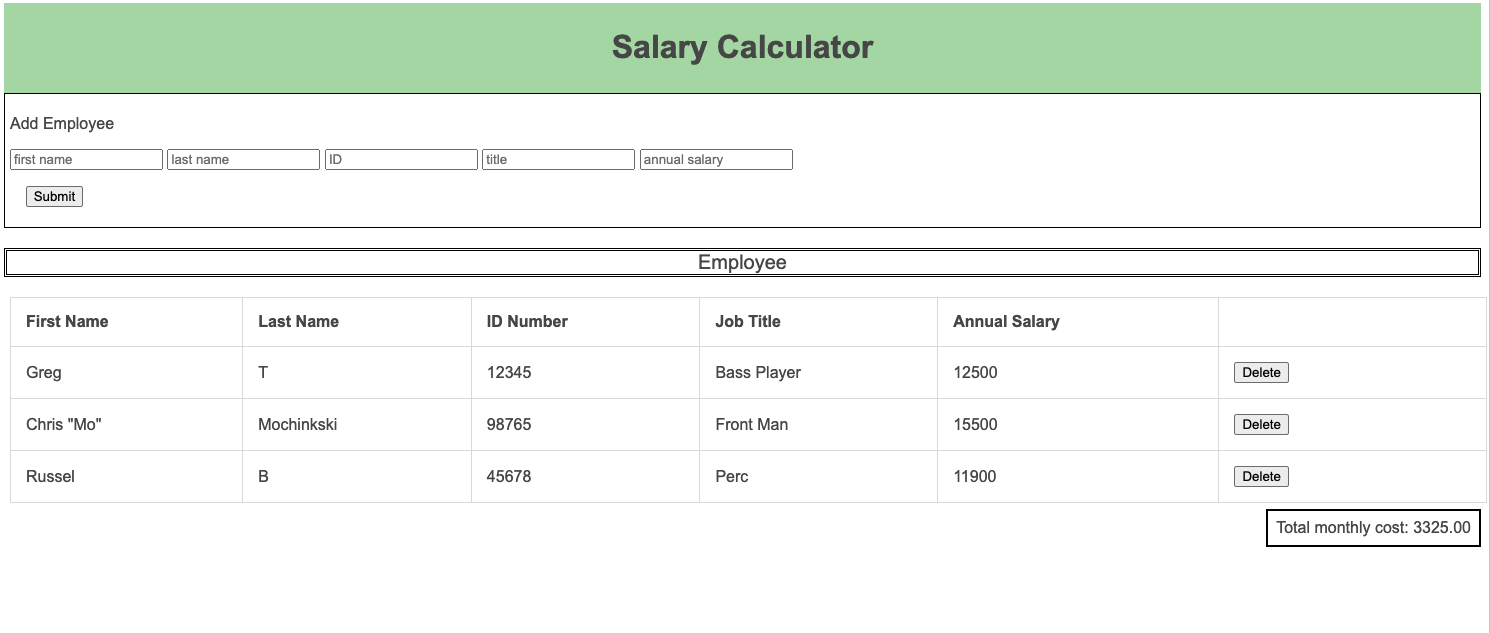 Salary Calculator
Add Employee
first name last name ID title annual salary
Submit
Employee
First Name Last Name ID Number Job Title Annual Salary
Greg T 12345 Bass Player 12500 Delete
Chris "Mo" Mochinkski 98765 Front Man 15500 Delete
Russel B 45678 Perc 11900 Delete
Total monthly cost: 3325.00